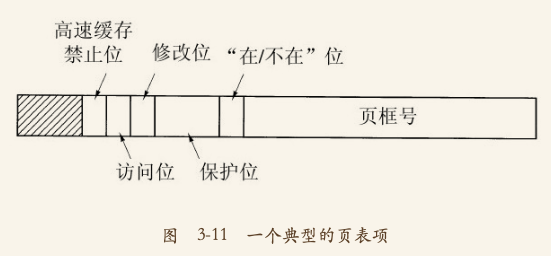 高速缓存
禁止位
修改位
“在/不在”位
页框号
访问位
保护位
图 3-11 一个典型的页表项